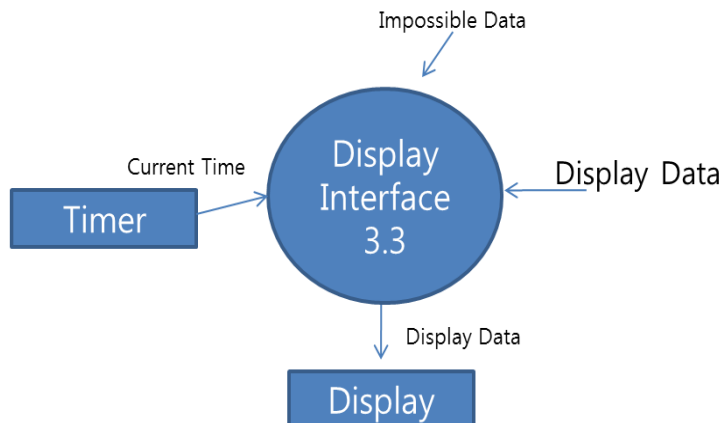 Impossible Data
Current Time
Timer
Display
Interface
3.3
Display Data
Display Data
Display